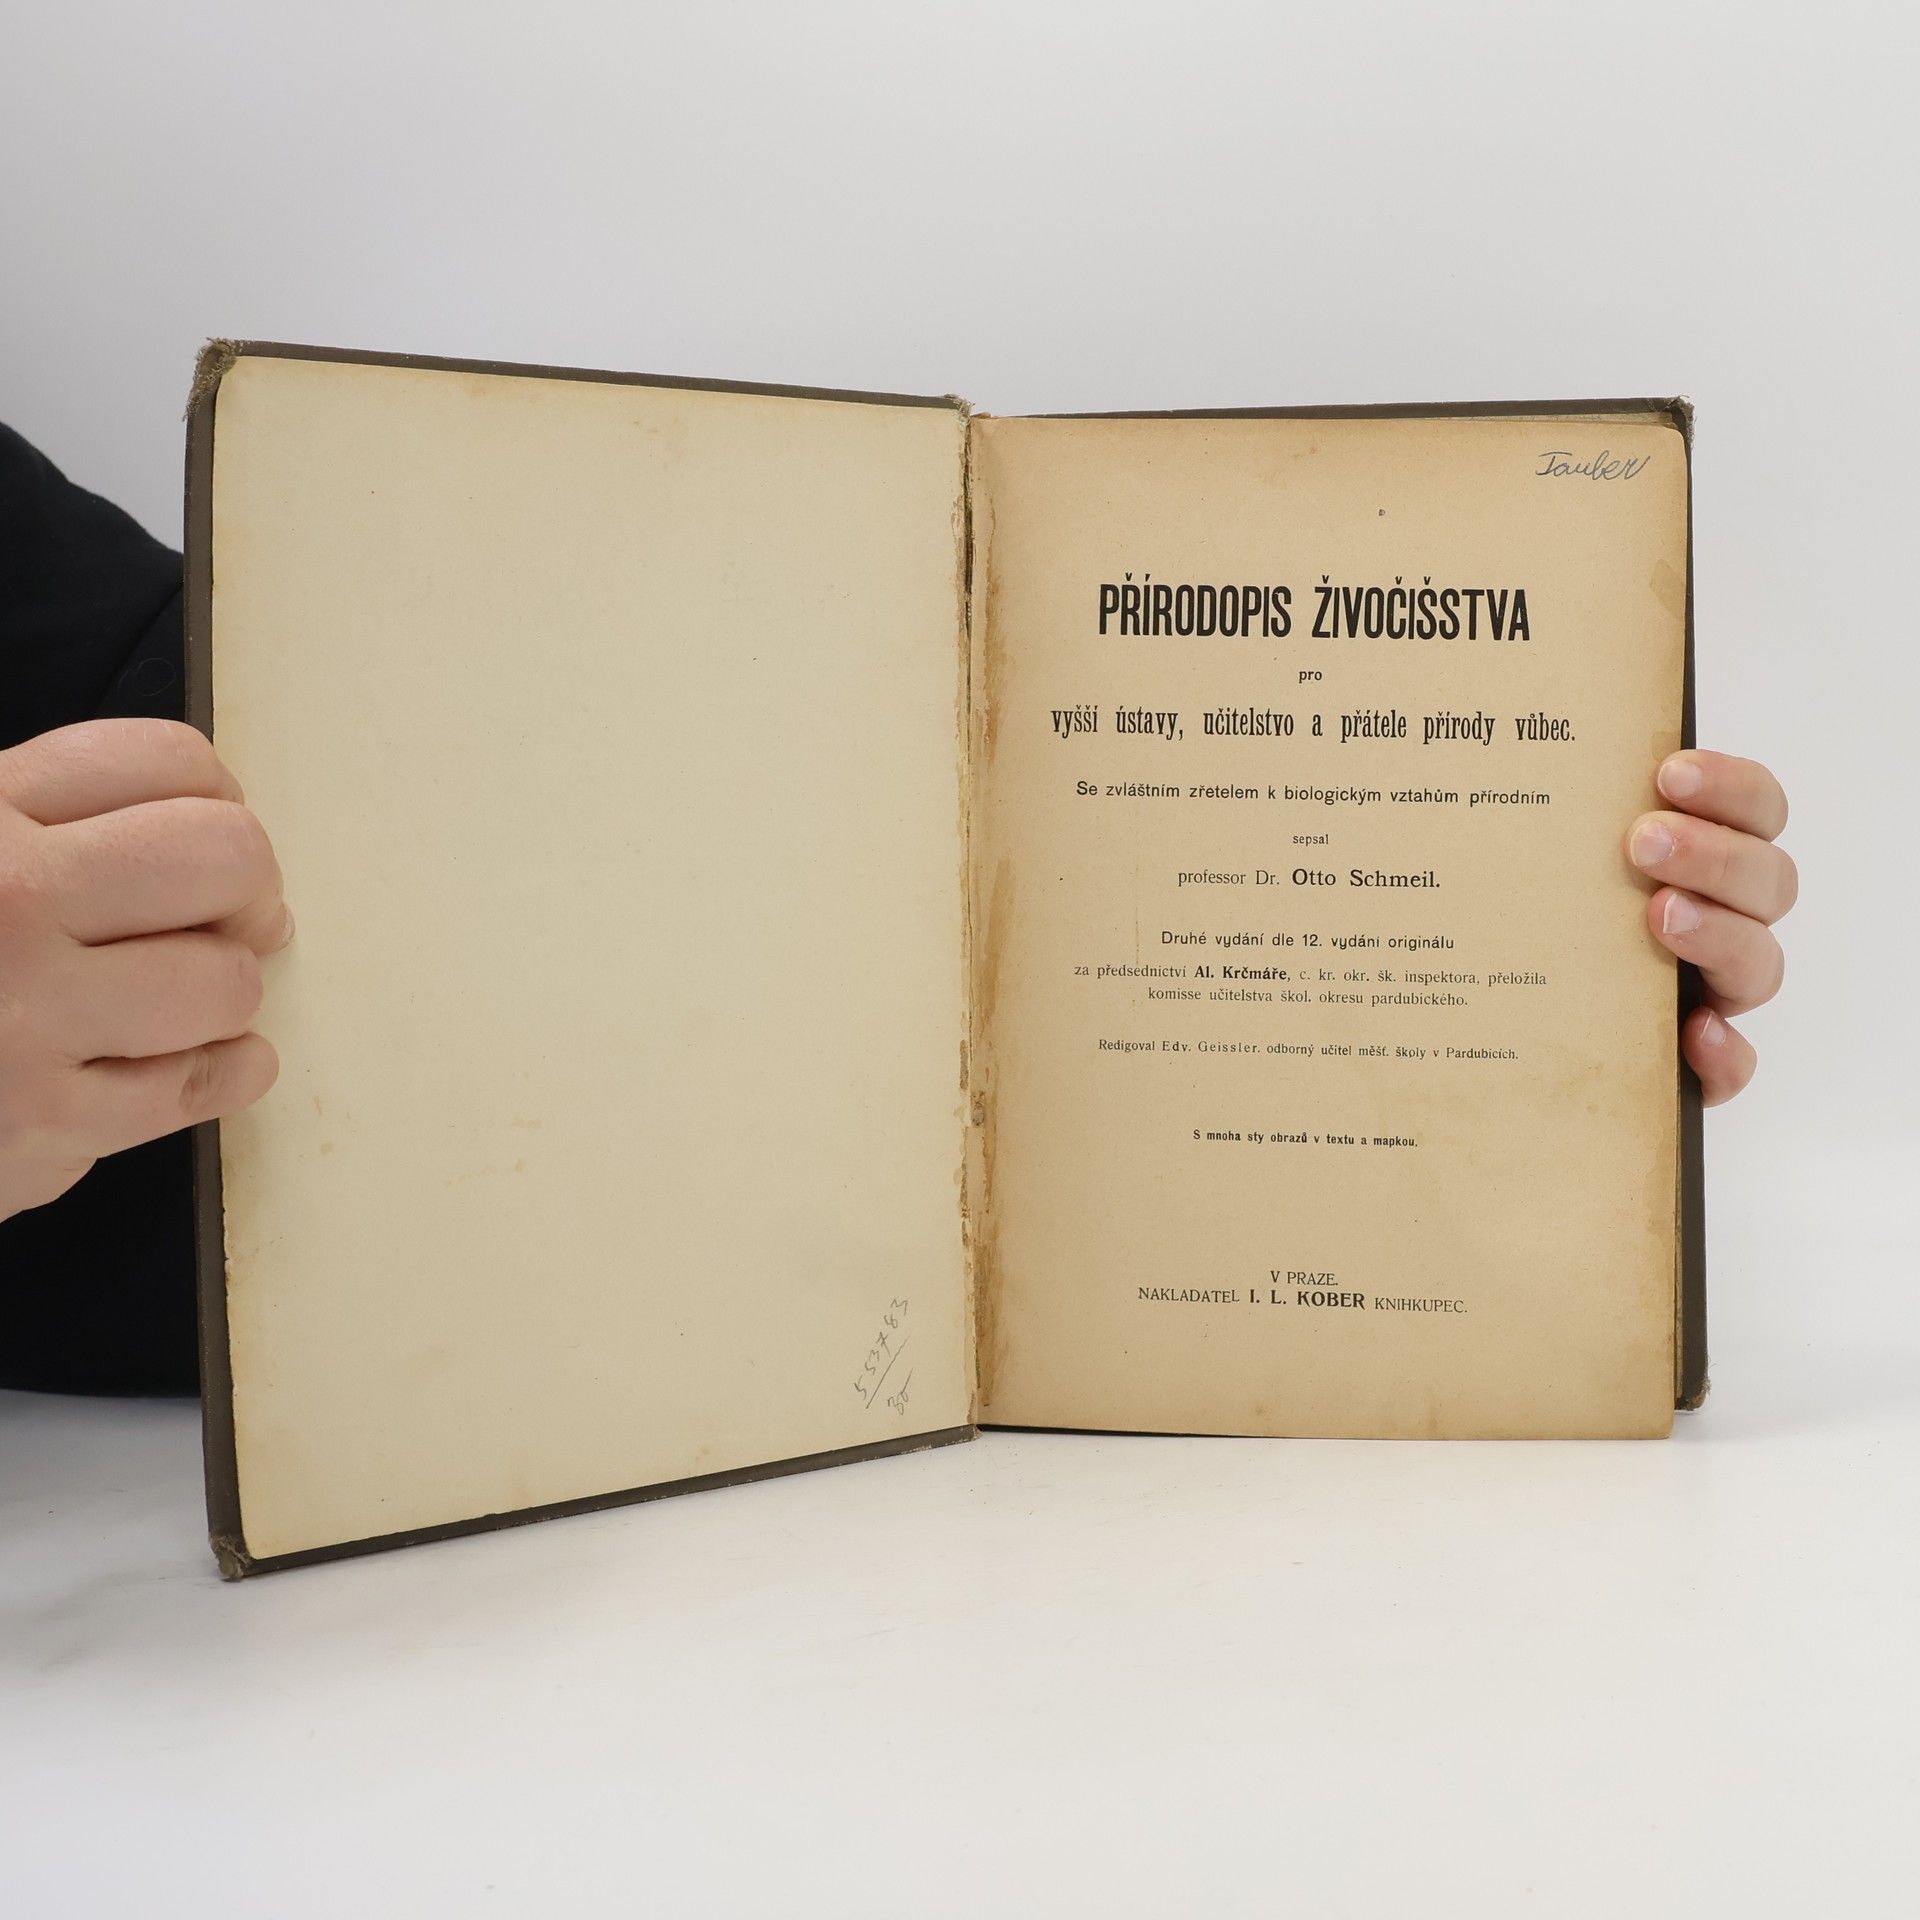 Tauber
PŘÍRODOPIS ŽIVOČIŠSTVA
pro
vyšší ústavy, učitelstvo a přátele přírody vůbec.
Se zvláštním zřetelem k biologickým vztahům přírodním
sepsal
professor Dr. Otto Schmeil.
Druhé vydání dle 12. vydání originálu
za předsednictví Al. Krčmáře, c. kr. okr. šk. inspektora, přeložila
komisse učitelstva škol. okresu pardubického.
Redigoval Edv. Geissler. odborný učitel měšť. školy v Pardubicích.
S mnoha sty obrazů v textu a mapkou.
V PRAZE.
NAKLADATEL I. L. KOBER KNIHKUPEC.
553783
30